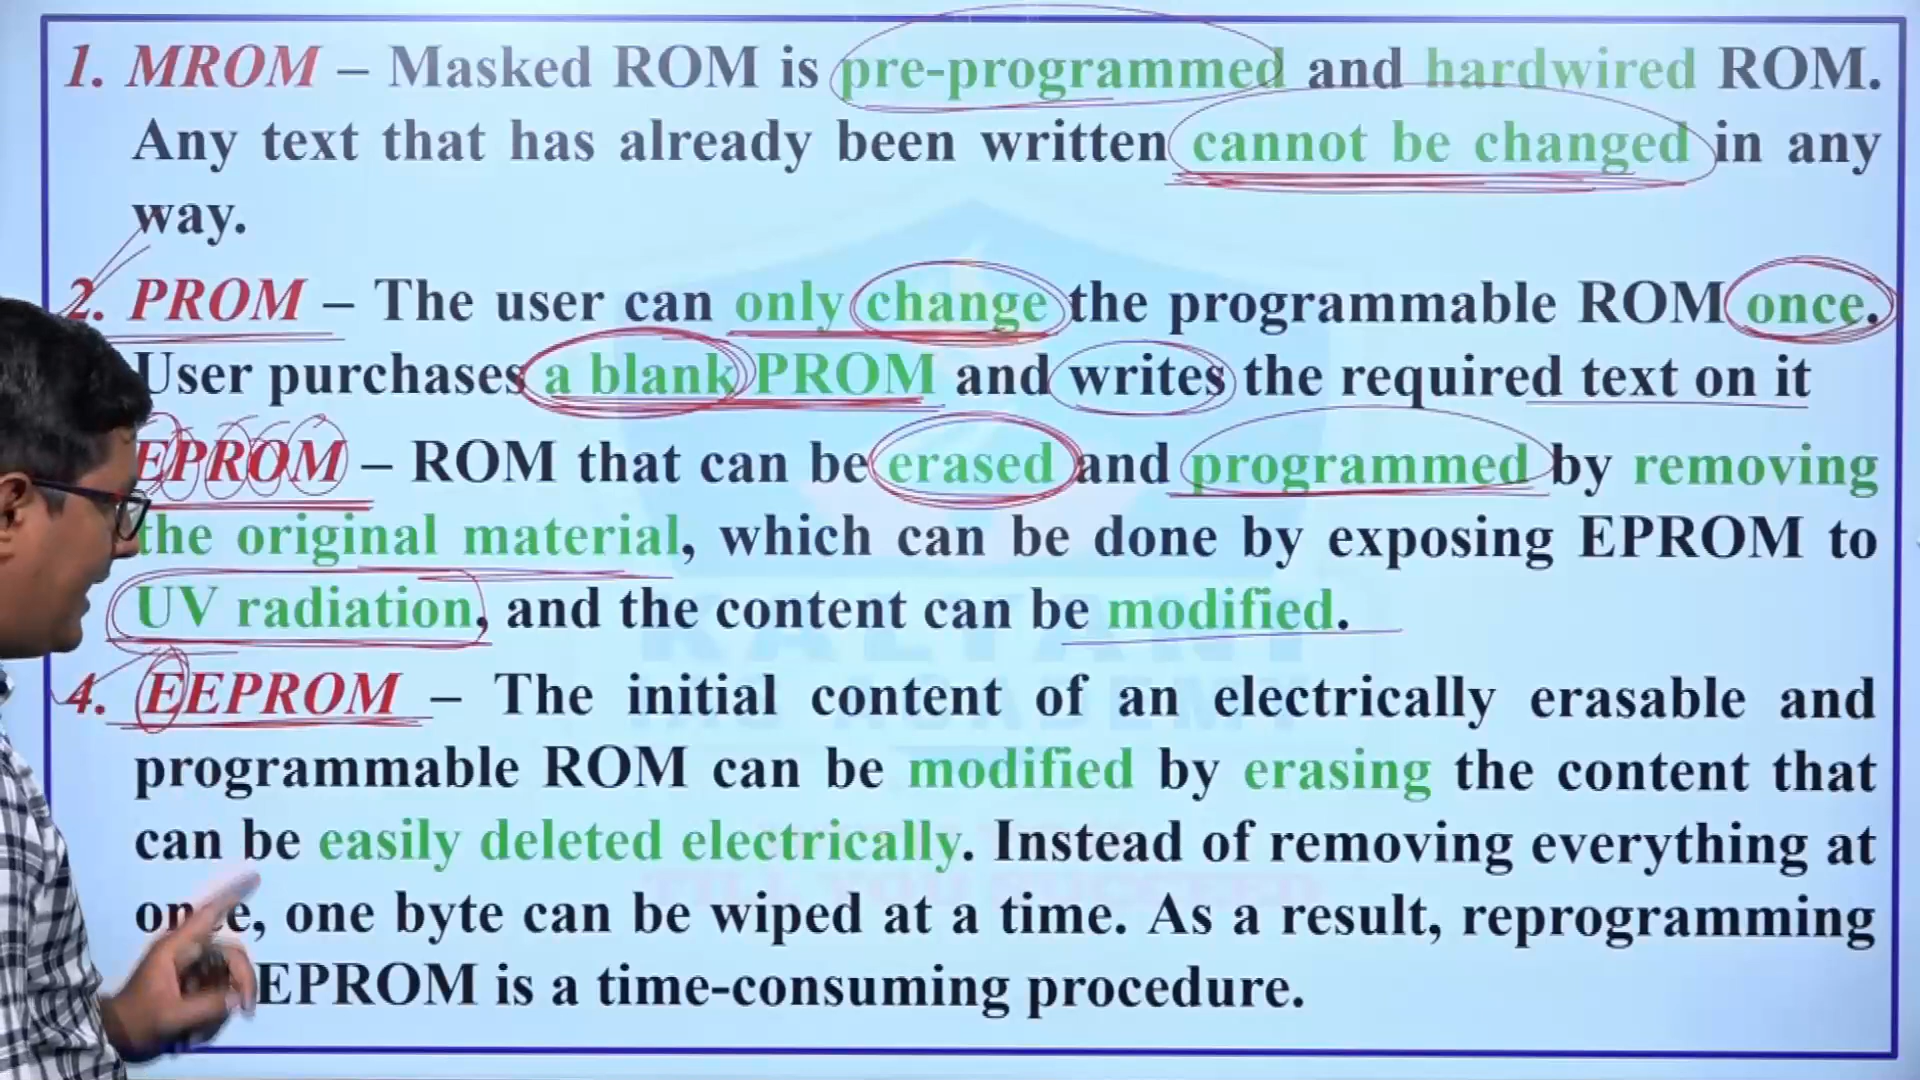 1. MROM – Masked ROM is pre-programmed and hardwired ROM.
Any text that has already been written cannot be changed in any
way.
2. PROM – The user can only change the programmable ROM once.
User purchases a blank PROM and writes the required text on it
EPROM – ROM that can be erased and programmed by removing
the original material, which can be done by exposing EPROM to
UV radiation, and the content can be modified.
4. EEPROM – The initial content of an electrically erasable and
programmable ROM can be modified by erasing the content that
can be easily deleted electrically. Instead of removing everything at
once, one byte can be wiped at a time. As a result, reprogramming
EPROM is a time-consuming procedure.